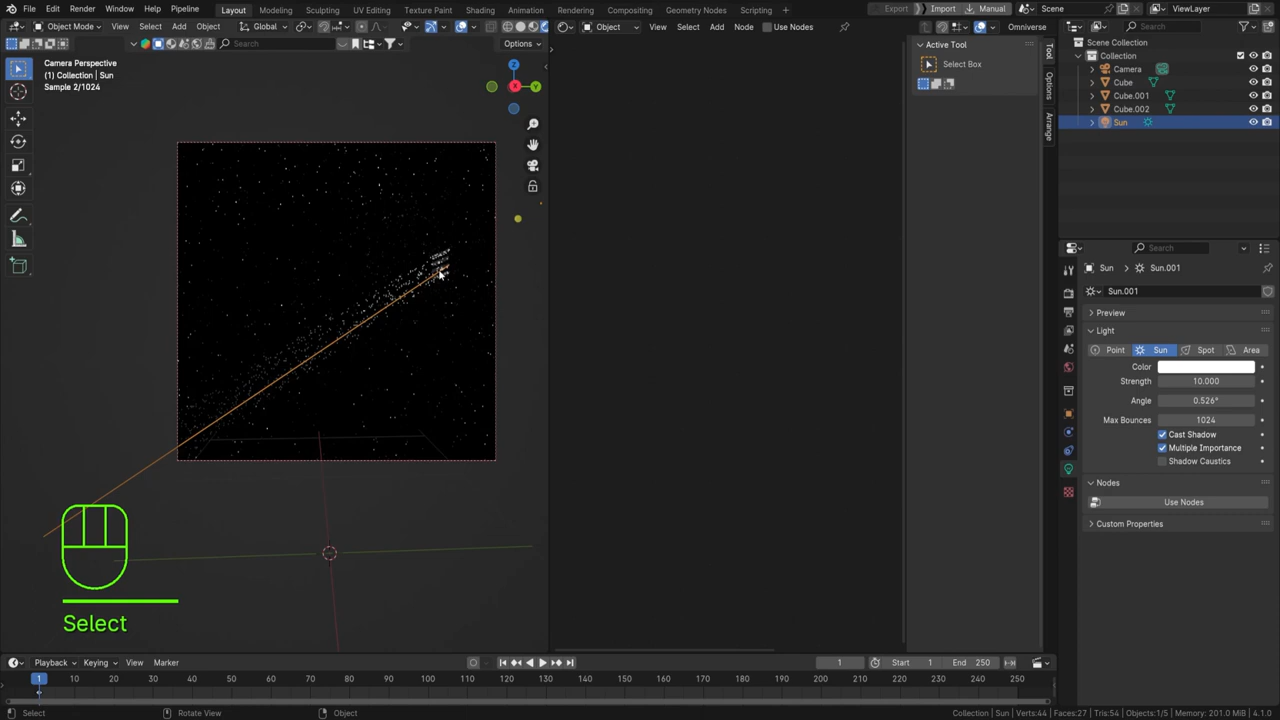 File Edit Window Help Pipeline Layout Modeling Sculpting UV Editing Texture Paint Shading Animation Rendering Compositing Geometry Nodes Scripting Export Import Manual Scene ViewLayer
Object Mode View Select Add Object Global Object View Select Add Node Use Nodes Omniverse
Search Options
Camera Perspective
(1) Collection | Sun
Sample 2/1024
Z
X
Y
Active Tool
Select Box
Tool
Options
Arrange
Scene Collection
Collection
Camera
Cube
Cube.001
Cube.002
Sun
Search
Sun Sun.001
Sun.001
Preview
Light
Point Sun Spot Area
Color
Strength 10.000
Angle 0.526°
Max Bounces 1024
Cast Shadow
Multiple Importance
Shadow Caustics
Nodes
Use Nodes
Custom Properties
Select
Playback Keying View Marker 1 Start 1 End 250
1 10 20 30 40 50 60 70 80 90 100 110 120 130 140 150 160 170 180 190 200 210 220 230 240 250
Select Rotate View Object Collection | Sun | Verts:44 | Faces:27 | Tris:54 | Objects:1/5 | Memory: 201.0 MiB | 4.1.0